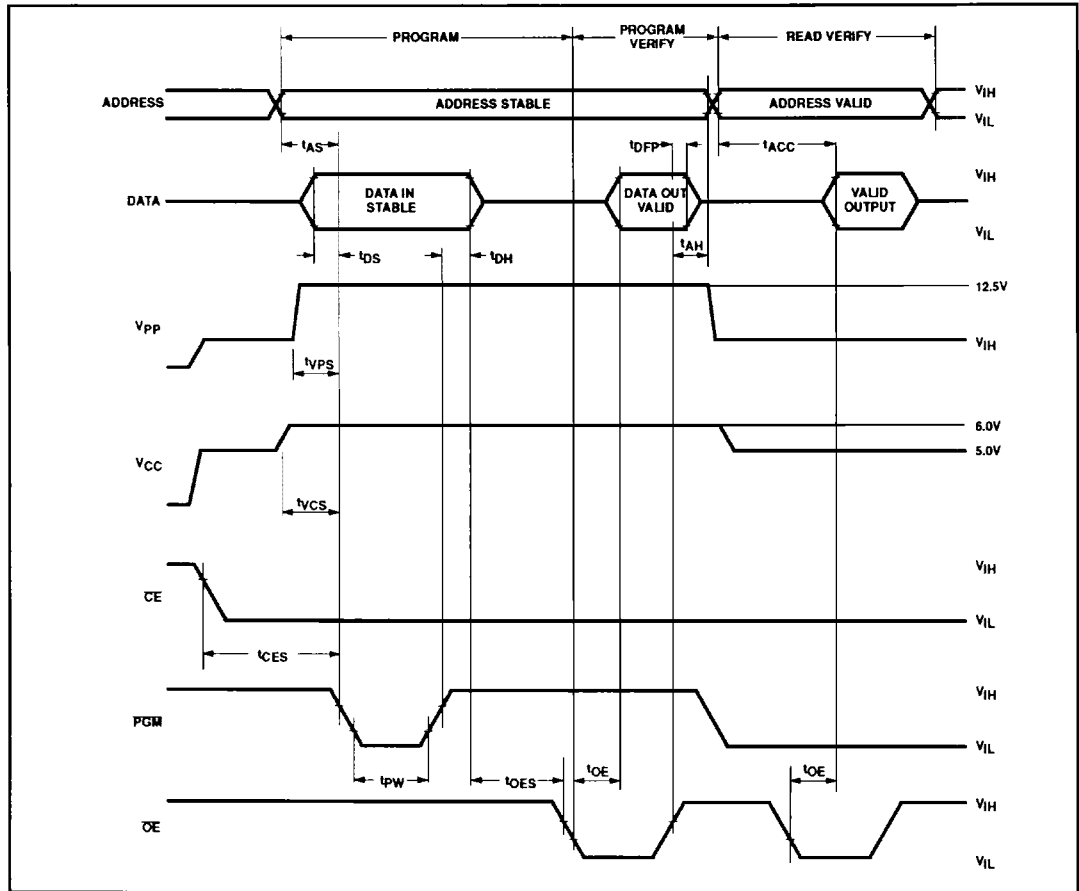 PROGRAM
PROGRAM
VERIFY
READ VERIFY
ADDRESS
ADDRESS STABLE
ADDRESS VALID
VIH
VIL
tAS
tDFP
tACC
DATA
DATA IN
STABLE
DATA OUT
VALID
VALID
OUTPUT
VIH
VIL
tDS
tDH
tAH
VPP
12.5V
VIH
tVPS
VCC
6.0V
5.0V
tVCS
CE
VIH
VIL
tCES
PGM
VIH
VIL
tPW
tOES
tOE
tOE
OE
VIH
VIL